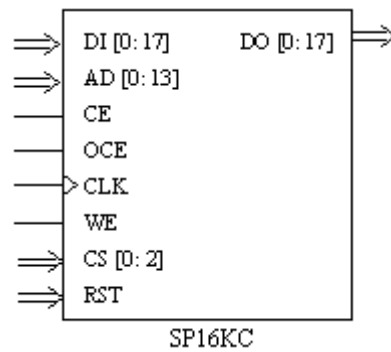 DI [0: 17] DO [0: 17]
AD [0: 13]
CE
OCE
CLK
WE
CS [0: 2]
RST
SP16KC